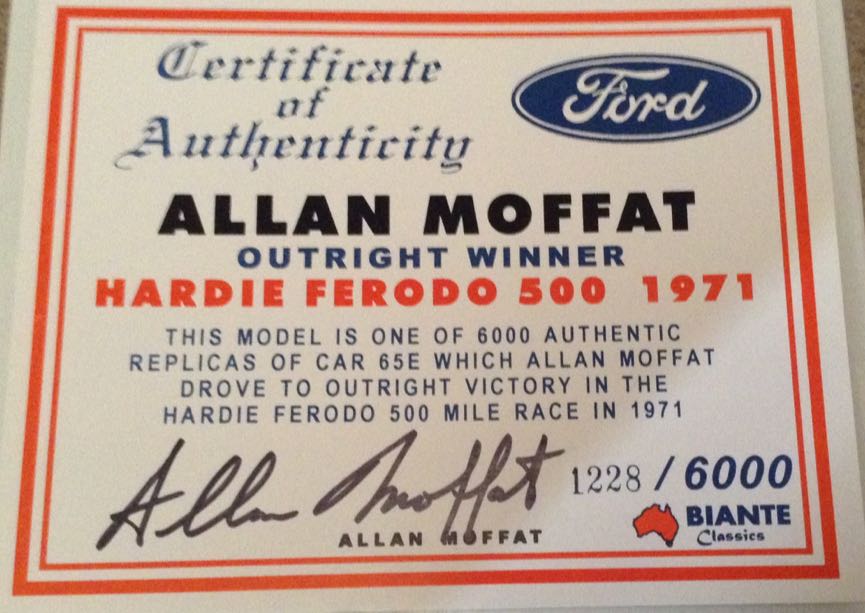 Certificate
of
Authenticity
Ford
ALLAN MOFFAT
OUTRIGHT WINNER
HARDIE FERODO 500 1971
THIS MODEL IS ONE OF 6000 AUTHENTIC
REPLICAS OF CAR 65E WHICH ALLAN MOFFAT
DROVE TO OUTRIGHT VICTORY IN THE
HARDIE FERODO 500 MILE RACE IN 1971
Allan Moffat
1228 / 6000
ALLAN MOFFAT
BIANTE
Classics